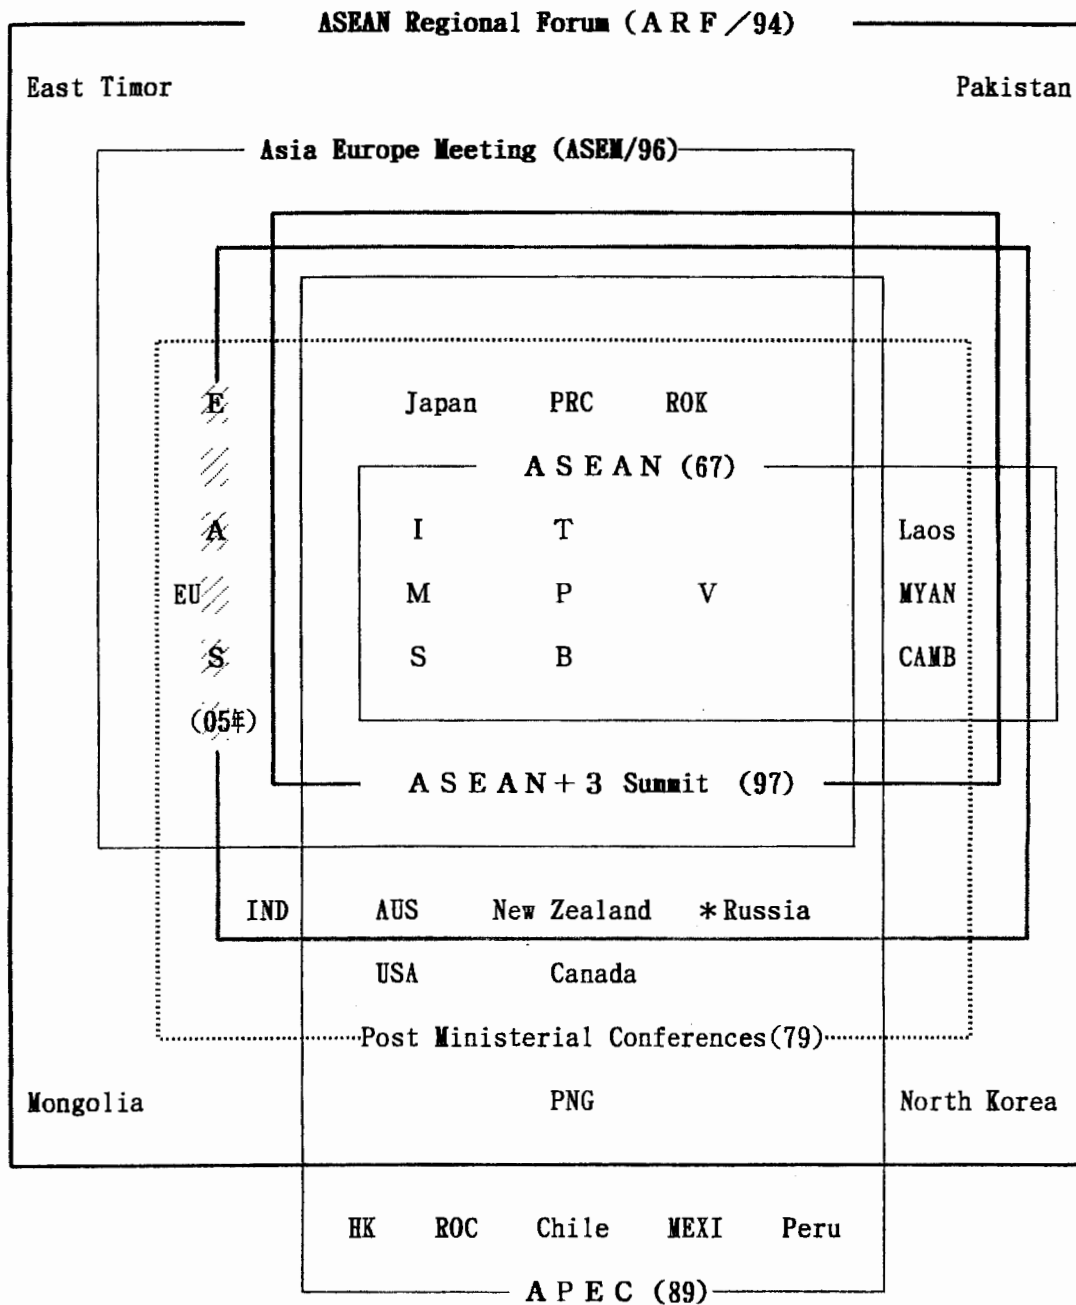 ASEAN Regional Forum (ＡＲＦ／94)
East Timor Pakistan
Asia Europe Meeting (ASEM/96)
E Japan PRC ROK
ＡＳＥＡＮ (67)
A I T Laos
EU M P V MYAN
S S B CAMB
(05年)
ＡＳＥＡＮ＋３ Summit (97)
IND AUS New Zealand ＊Russia
USA Canada
Post Ministerial Conferences(79)
Mongolia PNG North Korea
HK ROC Chile MEXI Peru
ＡＰＥＣ (89)